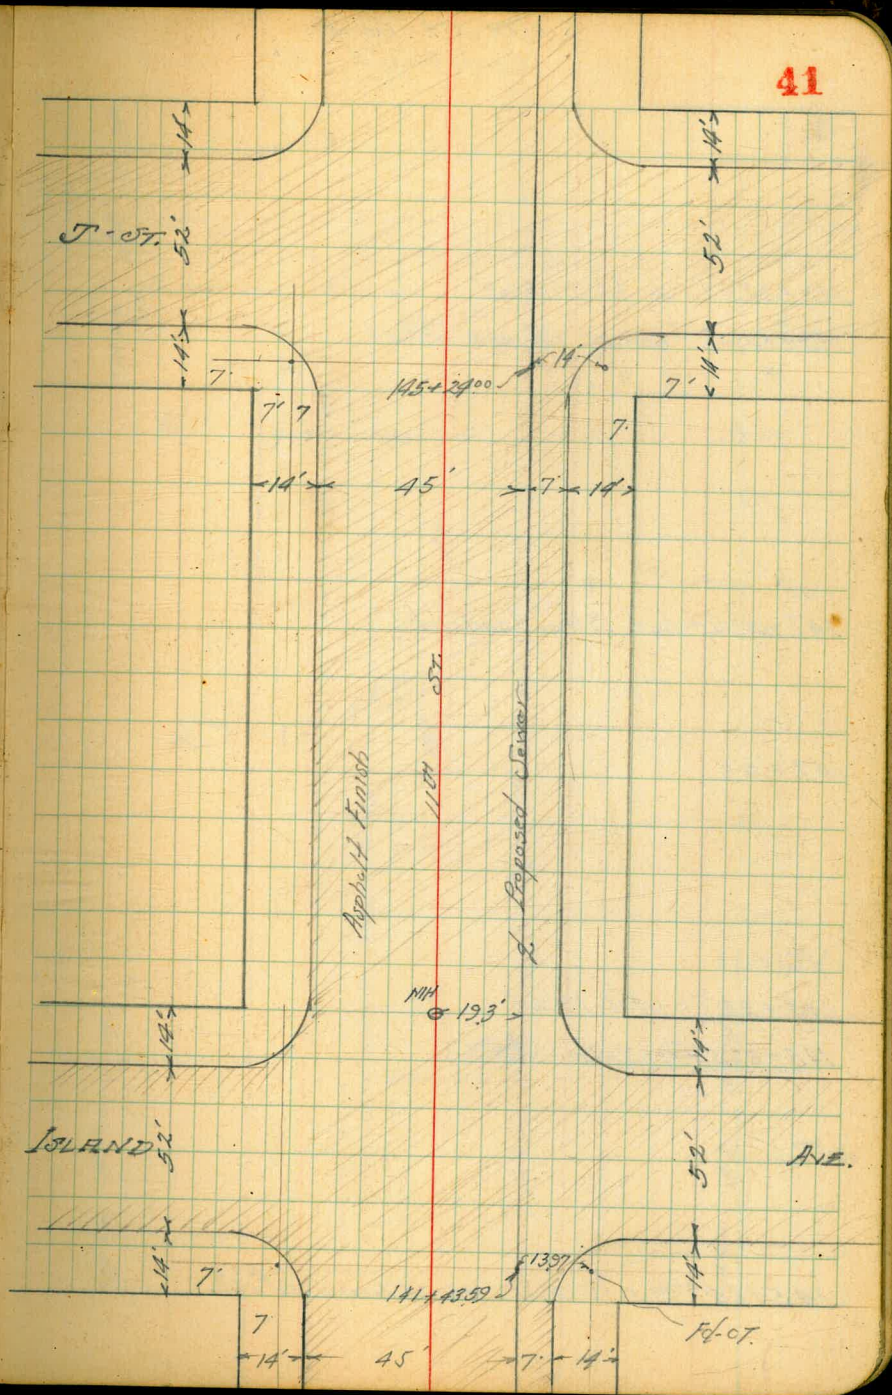 41
14'
14'
J-ST. 52'
52'
14'
14'
145+24.00
14'
7'
7'
7' 7
7'
14' 45' 7' 14'
11TH ST.
Asphalt Finish
℄ Proposed Sewer
MH
19.3'
14'
14'
ISLAND 52'
52' AVE.
14'
7'
13.97
14'
141+43.59
7
Fd-CT.
14' 45' 7' 14'